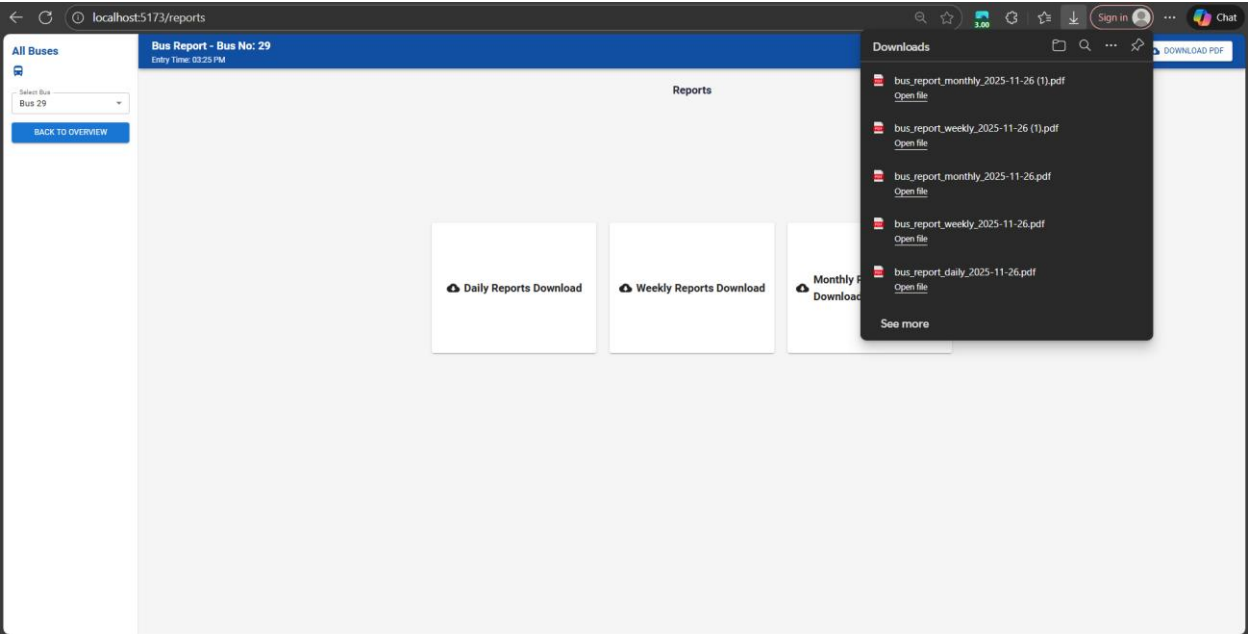 localhost:5173/reports
3.00
Sign in
Chat
All Buses
Select Bus
Bus 29
BACK TO OVERVIEW
Bus Report - Bus No: 29
Entry Time: 03:25 PM
DOWNLOAD PDF
Reports
Daily Reports Download
Weekly Reports Download
Monthly
Downloads
bus_report_monthly_2025-11-26 (1).pdf
Open file
bus_report_weekly_2025-11-26 (1).pdf
Open file
bus_report_monthly_2025-11-26.pdf
Open file
bus_report_weekly_2025-11-26.pdf
Open file
bus_report_daily_2025-11-26.pdf
Open file
See more